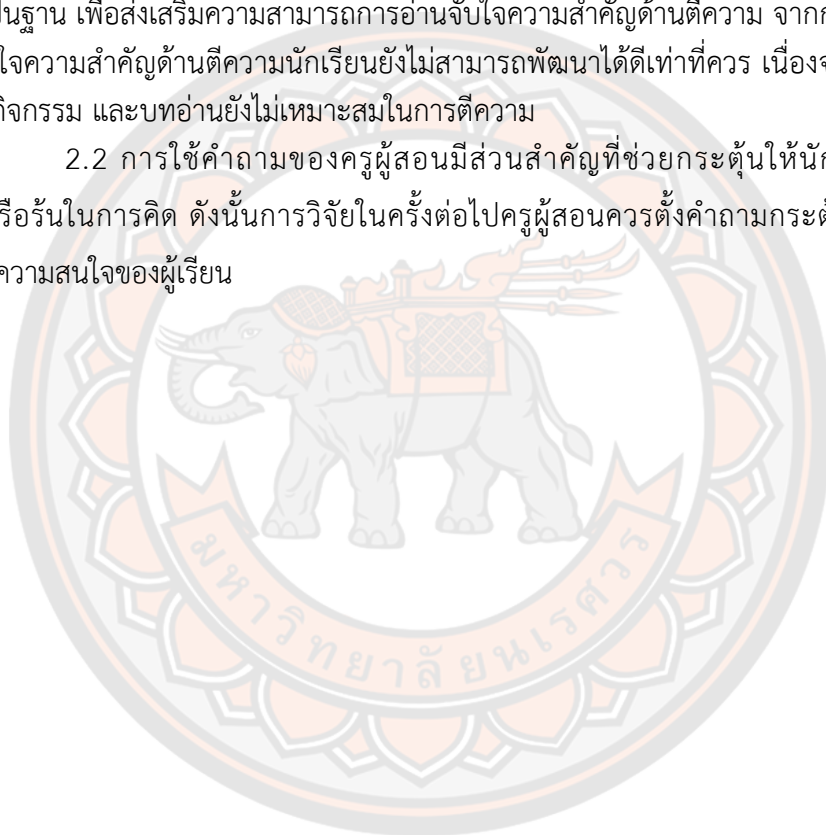 ป็นฐาน เพื่อส่งเสริมความสามารถการอ่านจับใจความสำคัญด้านตีความ จากก
ใจความสำคัญด้านตีความนักเรียนยังไม่สามารถพัฒนาได้ดีเท่าที่ควร เนื่องจ
กิจกรรม และบทอ่านยังไม่เหมาะสมในการตีความ
2.2 การใช้คำถามของครูผู้สอนมีส่วนสำคัญที่ช่วยกระตุ้นให้นัก
รือร้นในการคิด ดังนั้นการวิจัยในครั้งต่อไปครูผู้สอนควรตั้งคำถามกระตุ้
ความสนใจของผู้เรียน
มหาวิทยาลัยนเรศวร